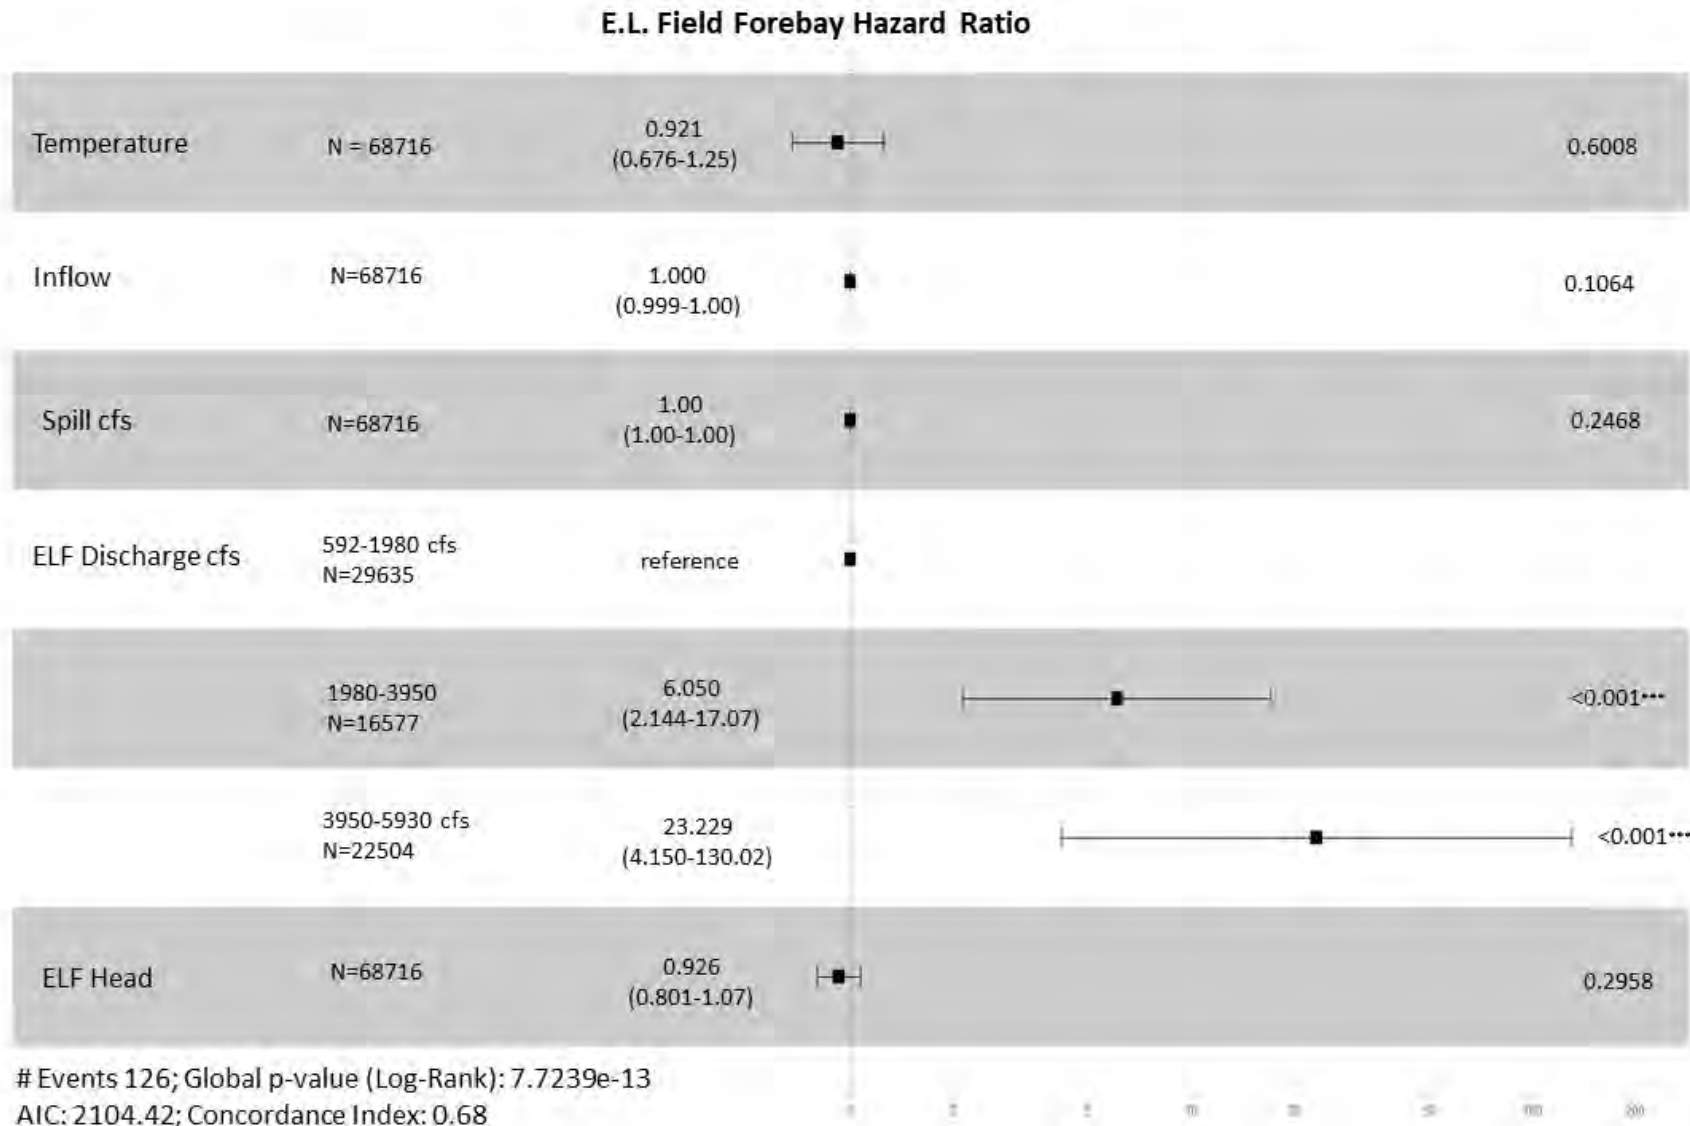 E.L. Field Forebay Hazard Ratio
Temperature N = 68716 0.921 0.6008
(0.676-1.25)
Inflow N=68716 1.000 0.1064
(0.999-1.00)
Spill cfs N=68716 1.00 0.2468
(1.00-1.00)
ELF Discharge cfs 592-1980 cfs reference
N=29635
1980-3950 6.050 <0.001***
N=16577 (2.144-17.07)
3950-5930 cfs 23.229 <0.001***
N=22504 (4.150-130.02)
ELF Head N=68716 0.926 0.2958
(0.801-1.07)
# Events 126; Global p-value (Log-Rank): 7.7239e-13
AIC: 2104.42; Concordance Index: 0.68